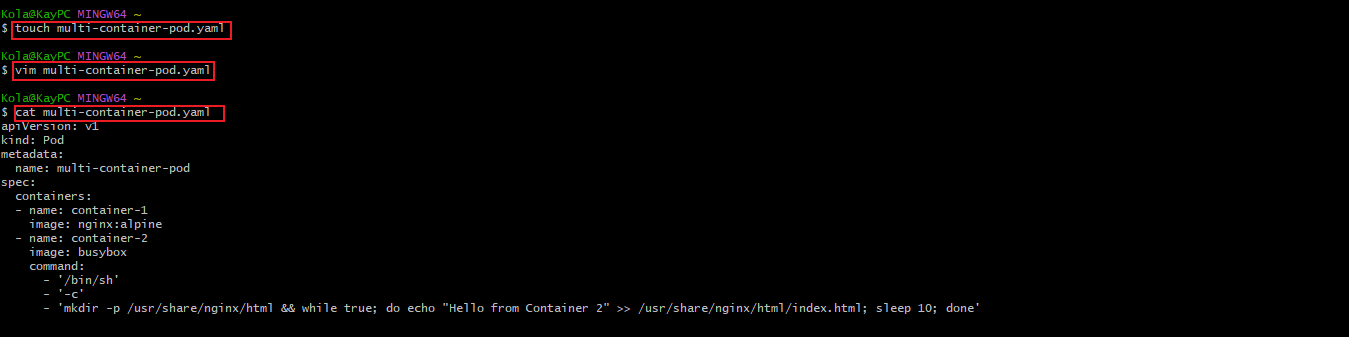 Kola@KayPC MINGW64 ~
$ touch multi-container-pod.yaml
Kola@KayPC MINGW64 ~
$ vim multi-container-pod.yaml
Kola@KayPC MINGW64 ~
$ cat multi-container-pod.yaml
apiVersion: v1
kind: Pod
metadata:
  name: multi-container-pod
spec:
  containers:
  - name: container-1
    image: nginx:alpine
  - name: container-2
    image: busybox
    command:
      - '/bin/sh'
      - '-c'
      - 'mkdir -p /usr/share/nginx/html && while true; do echo "Hello from Container 2" >> /usr/share/nginx/html/index.html; sleep 10; done'